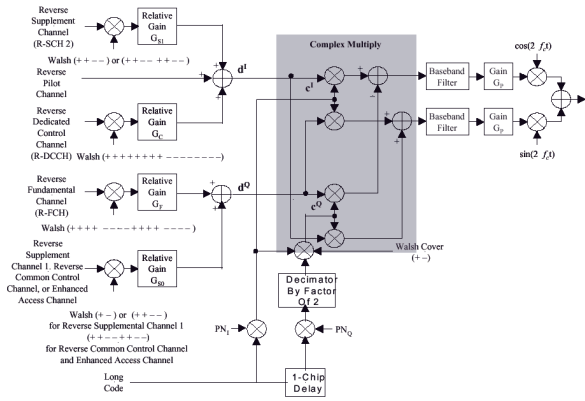 Reverse
Supplement
Channel
(R-SCH 2)
Relative
Gain
G_S1
Walsh (+ + − −) or (+ + − − + + − −)
Reverse
Pilot
Channel
d^I
Reverse
Dedicated
Control
Channel
(R-DCCH)
Relative
Gain
G_C
Walsh (+ + + + + + + + − − − − − − − −)
Reverse
Fundamental
Channel
(R-FCH)
Relative
Gain
G_F
d^Q
Walsh (+ + + + − − − − + + + + − − − −)
Reverse
Supplement
Channel 1. Reverse
Common Control
Channel, or Enhanced
Access Channel
Relative
Gain
G_S0
Walsh (+ −) or (+ + − −)
for Reverse Supplemental Channel 1
(+ + − − + + − −)
for Reverse Common Control Channel
and Enhanced Access Channel
Long
Code
Complex Multiply
c^I
c^Q
Walsh Cover
(+ −)
Decimator
By Factor
Of 2
PN_I
PN_Q
1-Chip
Delay
Baseband
Filter
Gain
G_P
cos(2 f_c t)
Baseband
Filter
Gain
G_P
sin(2 f_c t)